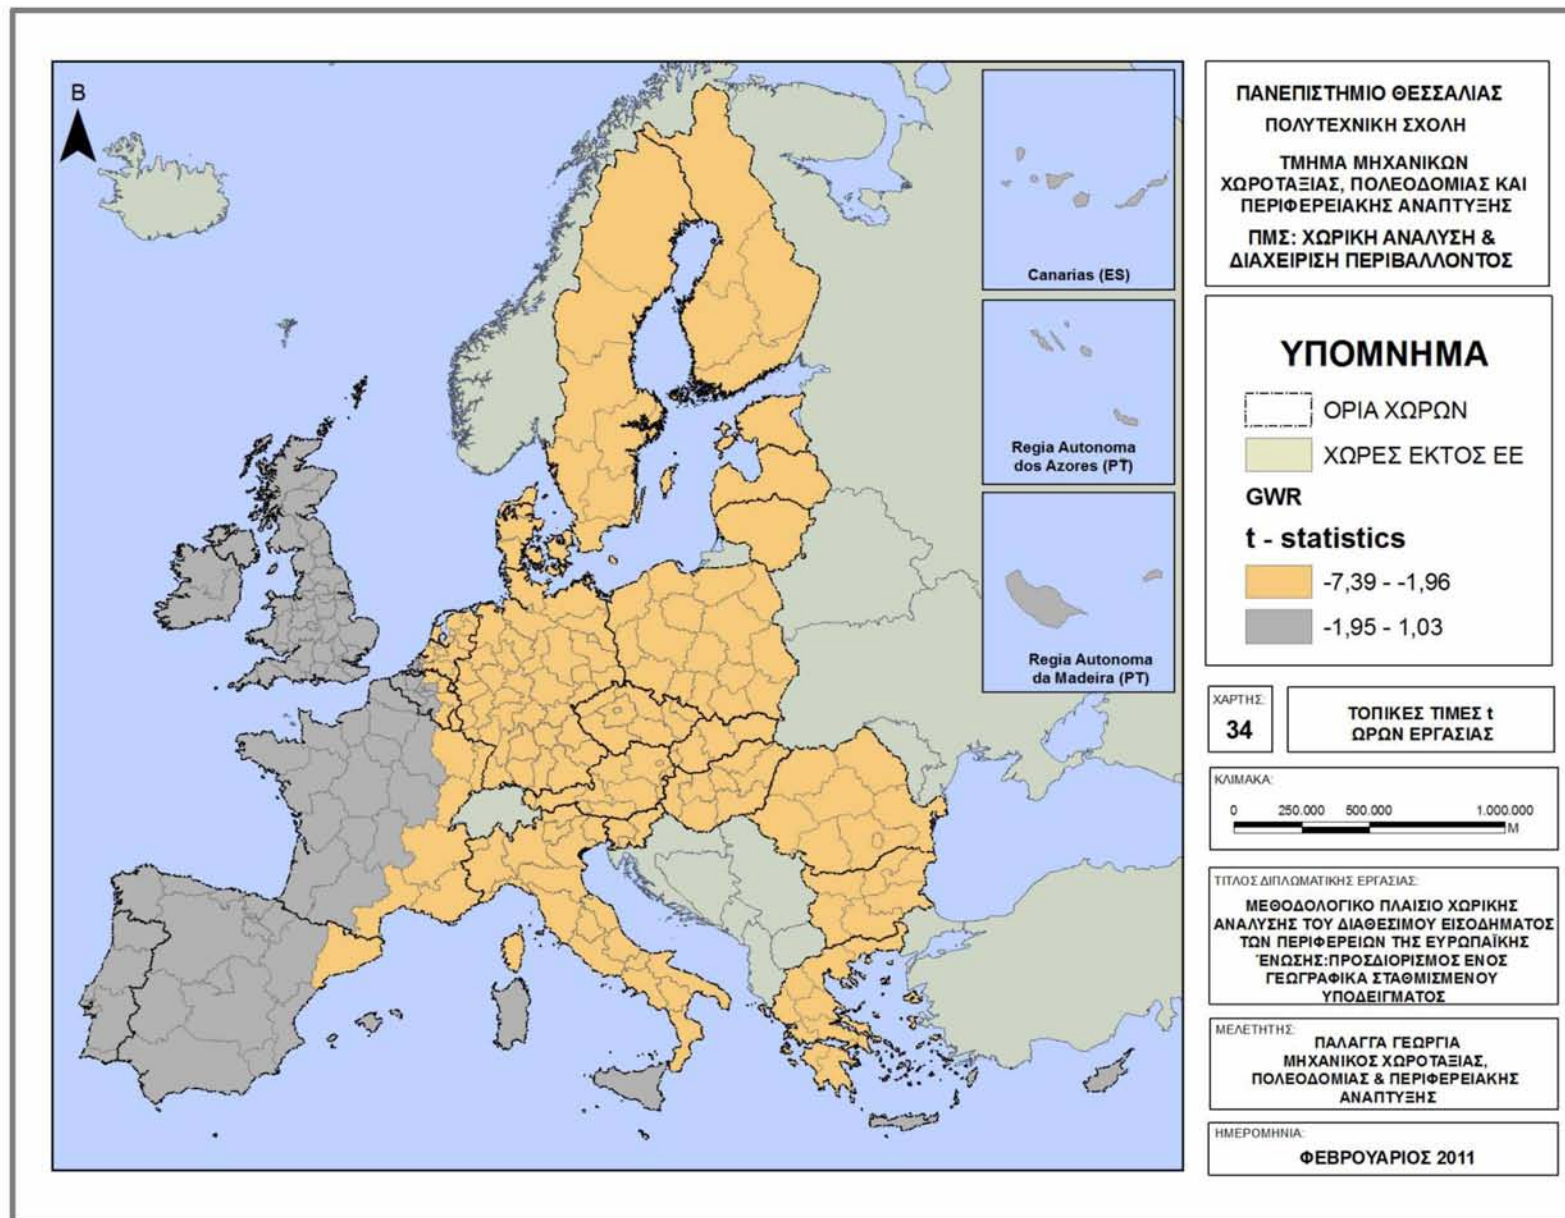 B
Canarias (ES)
Regia Autonoma
dos Azores (PT)
Regia Autonoma
da Madeira (PT)
ΠΑΝΕΠΙΣΤΗΜΙΟ ΘΕΣΣΑΛΙΑΣ
ΠΟΛΥΤΕΧΝΙΚΗ ΣΧΟΛΗ
ΤΜΗΜΑ ΜΗΧΑΝΙΚΩΝ
ΧΩΡΟΤΑΞΙΑΣ, ΠΟΛΕΟΔΟΜΙΑΣ ΚΑΙ
ΠΕΡΙΦΕΡΕΙΑΚΗΣ ΑΝΑΠΤΥΞΗΣ
ΠΜΣ: ΧΩΡΙΚΗ ΑΝΑΛΥΣΗ &
ΔΙΑΧΕΙΡΙΣΗ ΠΕΡΙΒΑΛΛΟΝΤΟΣ
ΥΠΟΜΝΗΜΑ
ΟΡΙΑ ΧΩΡΩΝ
ΧΩΡΕΣ ΕΚΤΟΣ ΕΕ
GWR
t - statistics
-7,39 - -1,96
-1,95 - 1,03
ΧΑΡΤΗΣ:
34
ΤΟΠΙΚΕΣ ΤΙΜΕΣ t
ΩΡΩΝ ΕΡΓΑΣΙΑΣ
ΚΛΙΜΑΚΑ:
0 250.000 500.000 1.000.000
M
ΤΙΤΛΟΣ ΔΙΠΛΩΜΑΤΙΚΗΣ ΕΡΓΑΣΙΑΣ:
ΜΕΘΟΔΟΛΟΓΙΚΟ ΠΛΑΙΣΙΟ ΧΩΡΙΚΗΣ
ΑΝΑΛΥΣΗΣ ΤΟΥ ΔΙΑΘΕΣΙΜΟΥ ΕΙΣΟΔΗΜΑΤΟΣ
ΤΩΝ ΠΕΡΙΦΕΡΕΙΩΝ ΤΗΣ ΕΥΡΩΠΑΪΚΗΣ
ΈΝΩΣΗΣ:ΠΡΟΣΔΙΟΡΙΣΜΟΣ ΕΝΟΣ
ΓΕΩΓΡΑΦΙΚΑ ΣΤΑΘΜΙΣΜΕΝΟΥ
ΥΠΟΔΕΙΓΜΑΤΟΣ
ΜΕΛΕΤΗΤΗΣ:
ΠΑΛΑΓΓΑ ΓΕΩΡΓΙΑ
ΜΗΧΑΝΙΚΟΣ ΧΩΡΟΤΑΞΙΑΣ,
ΠΟΛΕΟΔΟΜΙΑΣ & ΠΕΡΙΦΕΡΕΙΑΚΗΣ
ΑΝΑΠΤΥΞΗΣ
ΗΜΕΡΟΜΗΝΙΑ:
ΦΕΒΡΟΥΑΡΙΟΣ 2011